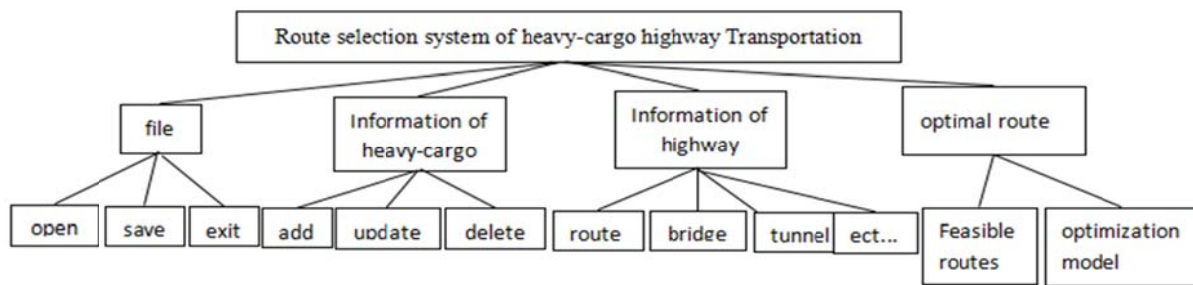 Route selection system of heavy-cargo highway Transportation
file
Information of
heavy-cargo
Information of
highway
optimal route
open
save
exit
add
update
delete
route
bridge
tunnel
ect...
Feasible
routes
optimization
model